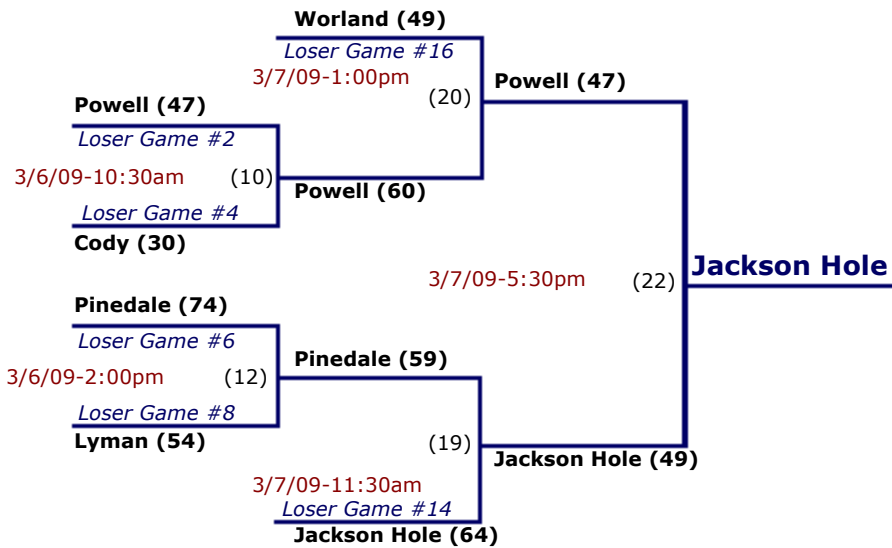 Worland (49)
Loser Game #16
3/7/09-1:00pm
(20)
Powell (47)
Powell (47)
Loser Game #2
3/6/09-10:30am
(10)
Loser Game #4
Cody (30)
Powell (60)
3/7/09-5:30pm
(22)
Jackson Hole
Pinedale (74)
Loser Game #6
3/6/09-2:00pm
(12)
Loser Game #8
Lyman (54)
Pinedale (59)
(19)
Jackson Hole (49)
3/7/09-11:30am
Loser Game #14
Jackson Hole (64)